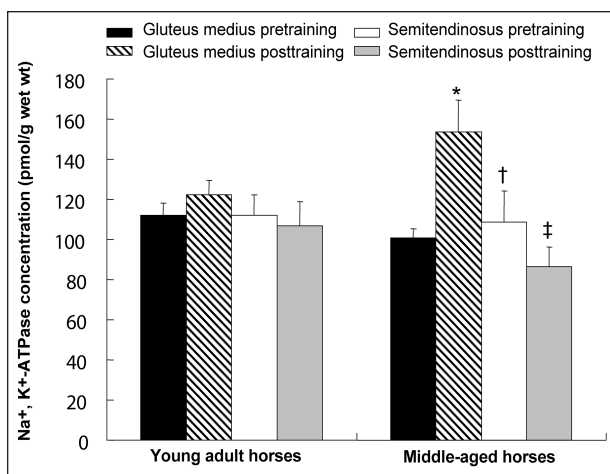 Gluteus medius pretraining
Semitendinosus pretraining
Gluteus medius posttraining
Semitendinosus posttraining
Na+, K+-ATPase concentration (pmol/g wet wt)
180
160
140
120
100
80
60
40
20
0
*
†
‡
Young adult horses
Middle-aged horses